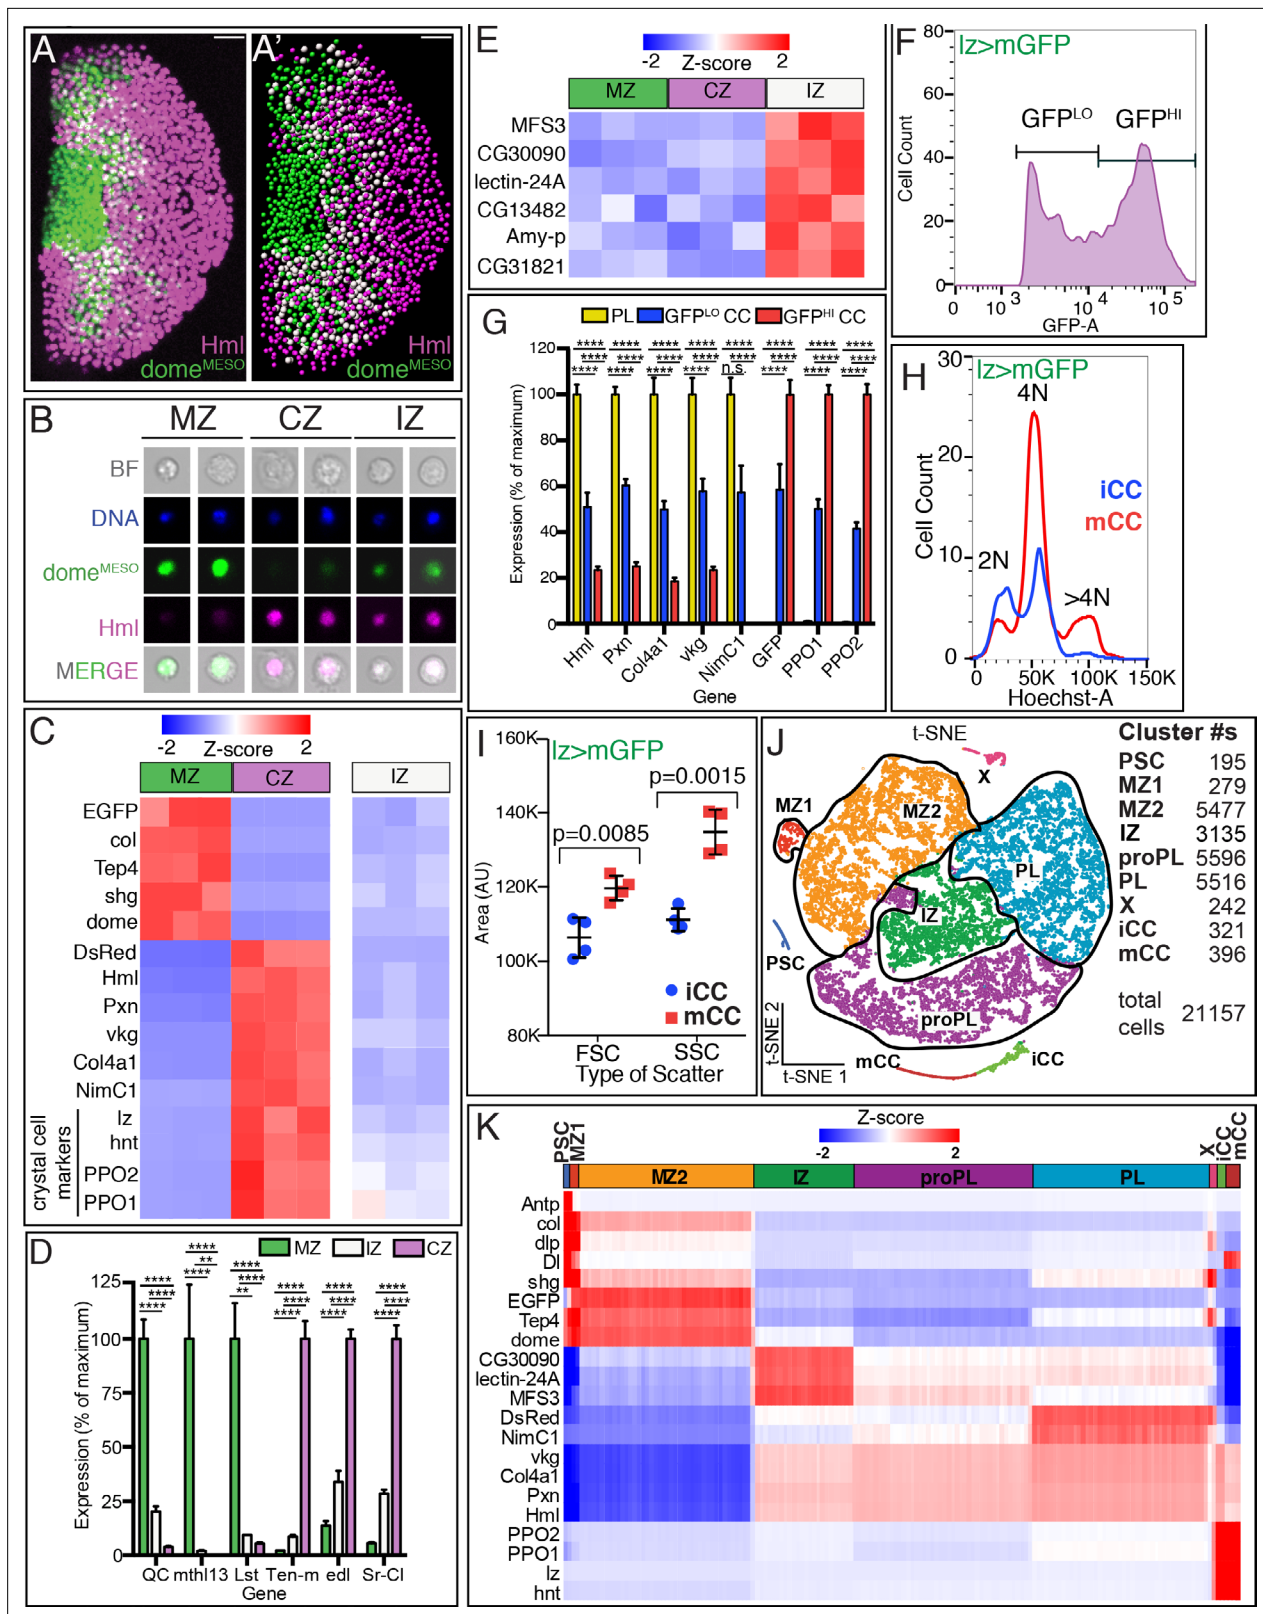 A
Hml
dome^MESO
A'
Hml
dome^MESO
B
MZ CZ IZ
BF
DNA
dome^MESO
Hml
MERGE
C
-2 Z-score 2
MZ CZ IZ
EGFP
col
Tep4
shg
dome
DsRed
Hml
Pxn
vkg
Col4a1
NimC1
lz
hnt
PPO2
PPO1
crystal cell
markers
D
MZ IZ CZ
**** **** ****
**** ** ****
**** **** **
**** **** ****
**** **** ****
**** **** ****
Expression (% of maximum)
125
100
75
50
25
0
QC mthl13 Lst Ten-m edl Sr-CI
Gene
E
-2 Z-score 2
MZ CZ IZ
MFS3
CG30090
lectin-24A
CG13482
Amy-p
CG31821
F
lz>mGFP
GFP^LO GFP^HI
Cell Count
80
60
40
20
0
0 10^3 10^4 10^5
GFP-A
G
PL GFP^LO CC GFP^HI CC
**** **** **** **** **** **** **** ****
**** **** **** **** **** **** **** ****
**** **** **** **** n.s. **** **** ****
Expression (% of maximum)
120
100
80
60
40
20
0
Hml Pxn Col4a1 vkg NimC1 GFP PPO1 PPO2
Gene
H
lz>mGFP
4N
2N
>4N
iCC
mCC
Cell Count
30
20
10
0
0 50K 100K 150K
Hoechst-A
I
lz>mGFP
p=0.0015
p=0.0085
Area (AU)
160K
140K
120K
100K
80K
iCC
mCC
FSC SSC
Type of Scatter
J
t-SNE
X
MZ1
MZ2
PL
IZ
PSC
proPL
mCC
iCC
t-SNE 2
t-SNE 1
Cluster #s
PSC 195
MZ1 279
MZ2 5477
IZ 3135
proPL 5596
PL 5516
X 242
iCC 321
mCC 396
total
cells 21157
K
Z-score
-2 2
PSC MZ1 MZ2 IZ proPL PL X iCC mCC
Antp
col
dlp
Dl
shg
EGFP
Tep4
dome
CG30090
lectin-24A
MFS3
DsRed
NimC1
vkg
Col4a1
Pxn
Hml
PPO2
PPO1
lz
hnt